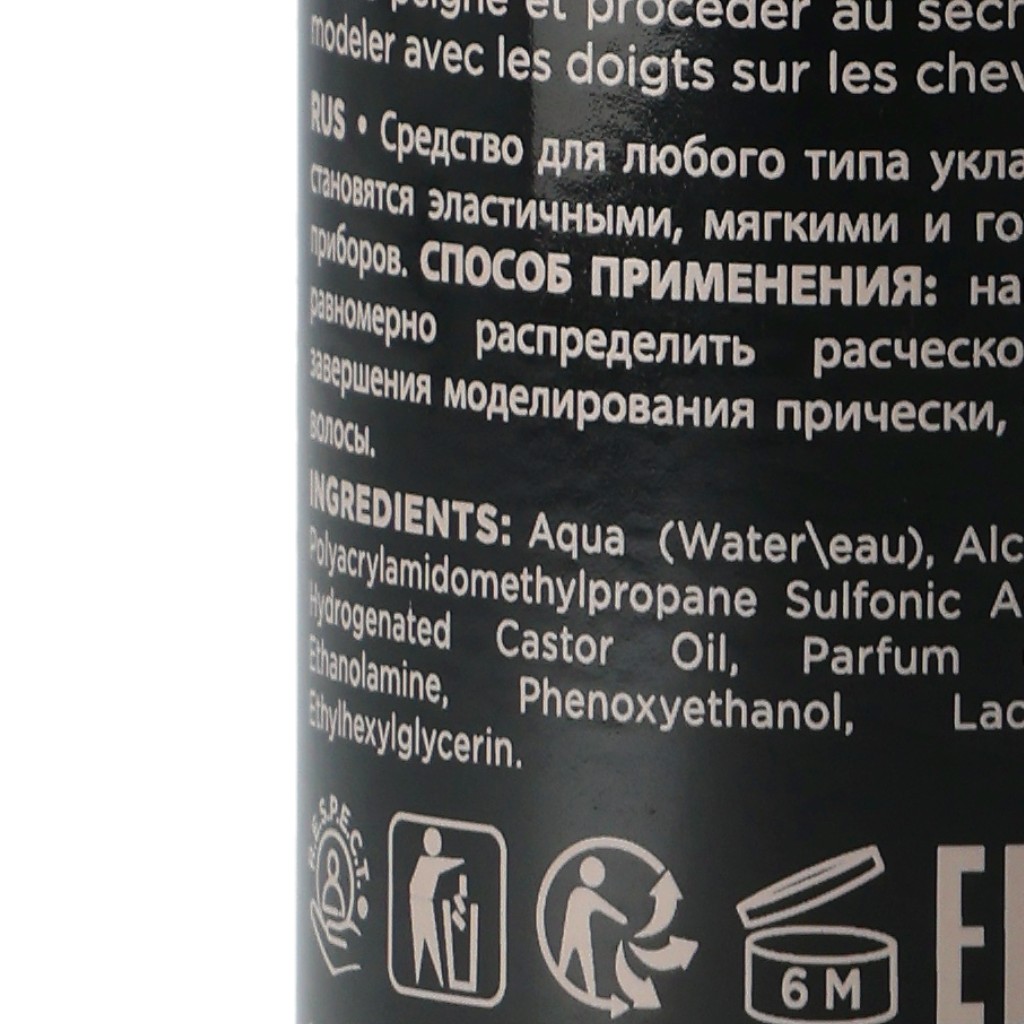 peigne et procéder au séch
modeler avec les doigts sur les chev
RUS • Средство для любого типа укла
становятся эластичными, мягкими и го
приборов. СПОСОБ ПРИМЕНЕНИЯ: на
равномерно распределить расческо
завершения моделирования прически,
волосы.
INGREDIENTS: Aqua (Water\eau), Alc
Polyacrylamidomethylpropane Sulfonic A
Hydrogenated Castor Oil, Parfum
Ethanolamine, Phenoxyethanol, Lac
Ethylhexylglycerin.
R.E.S.P.E.C.T.
6 M